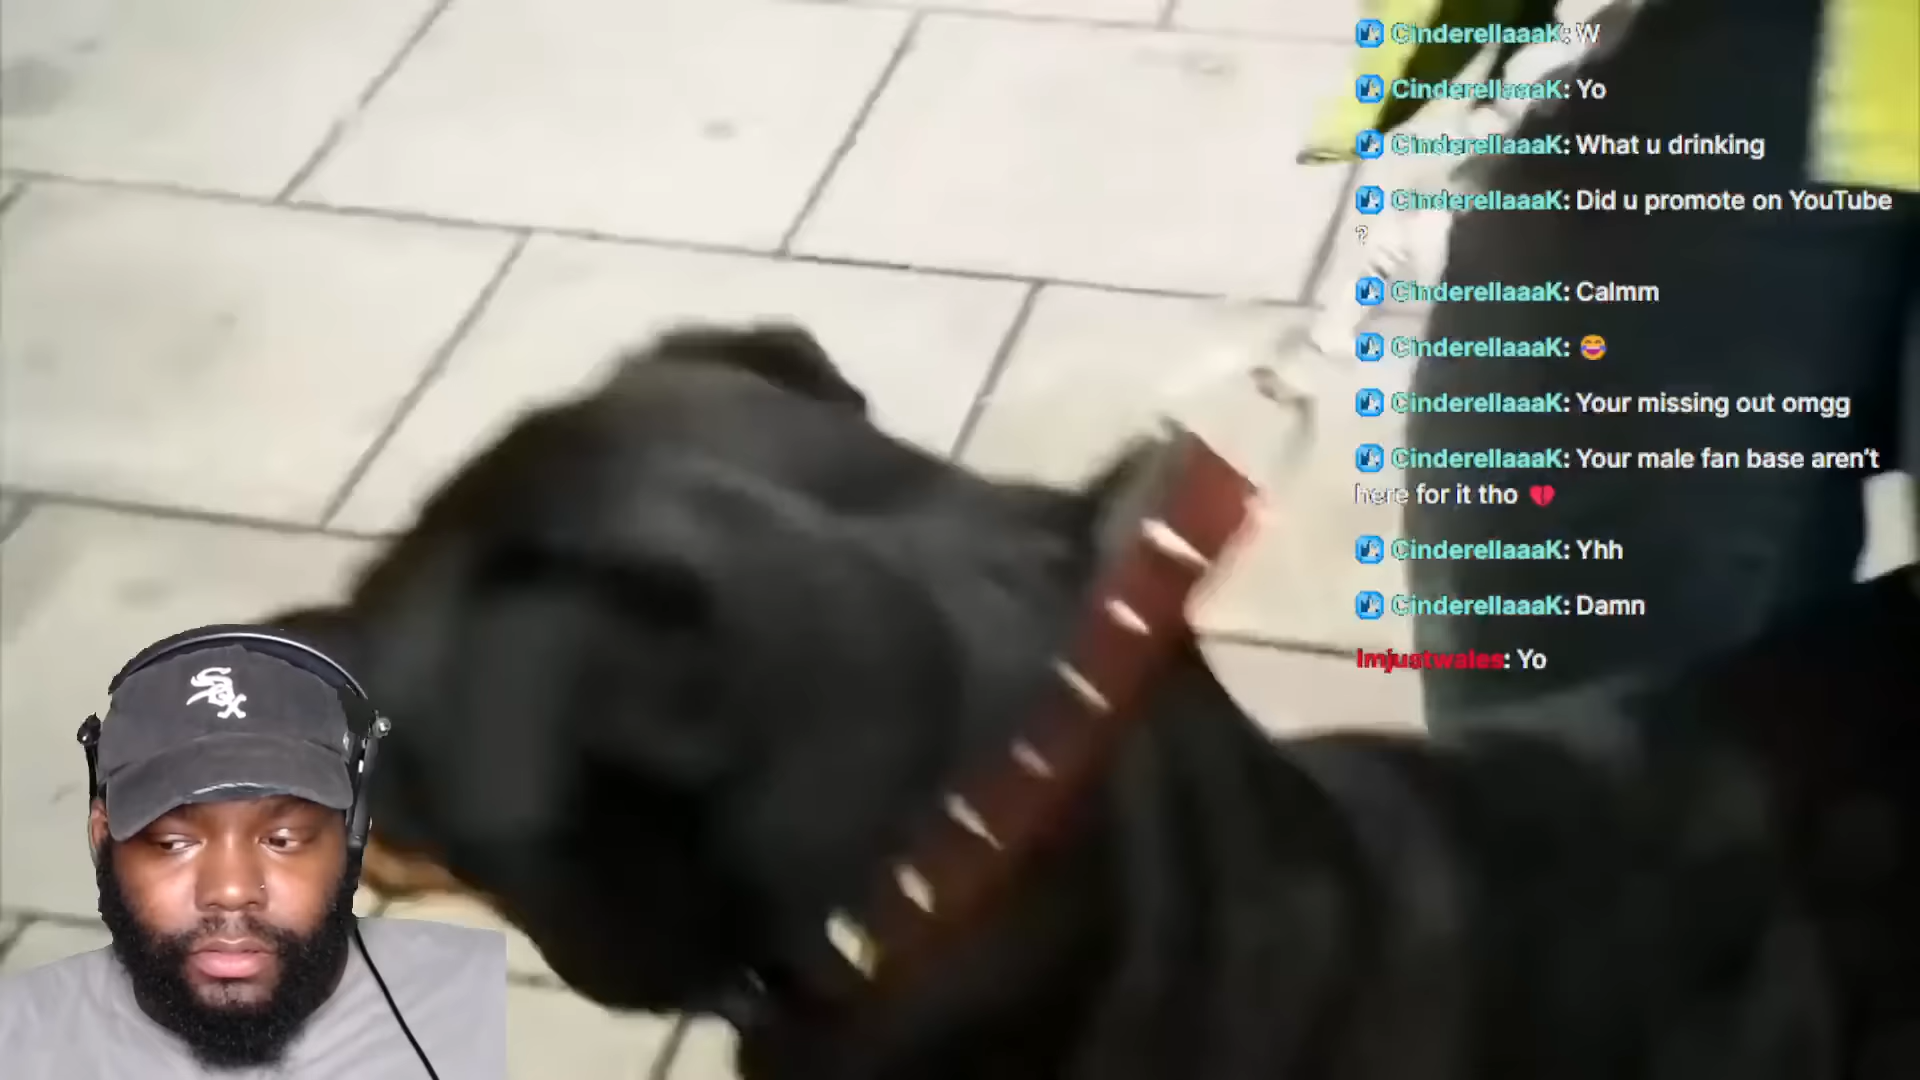 CinderellaaaK: W
CinderellaaaK: Yo
CinderellaaaK: What u drinking
CinderellaaaK: Did u promote on YouTube
?
CinderellaaaK: Calmm
CinderellaaaK: 😂
CinderellaaaK: Your missing out omgg
CinderellaaaK: Your male fan base aren't
here for it tho 💔
CinderellaaaK: Yhh
CinderellaaaK: Damn
Imjustwales: Yo
Sox